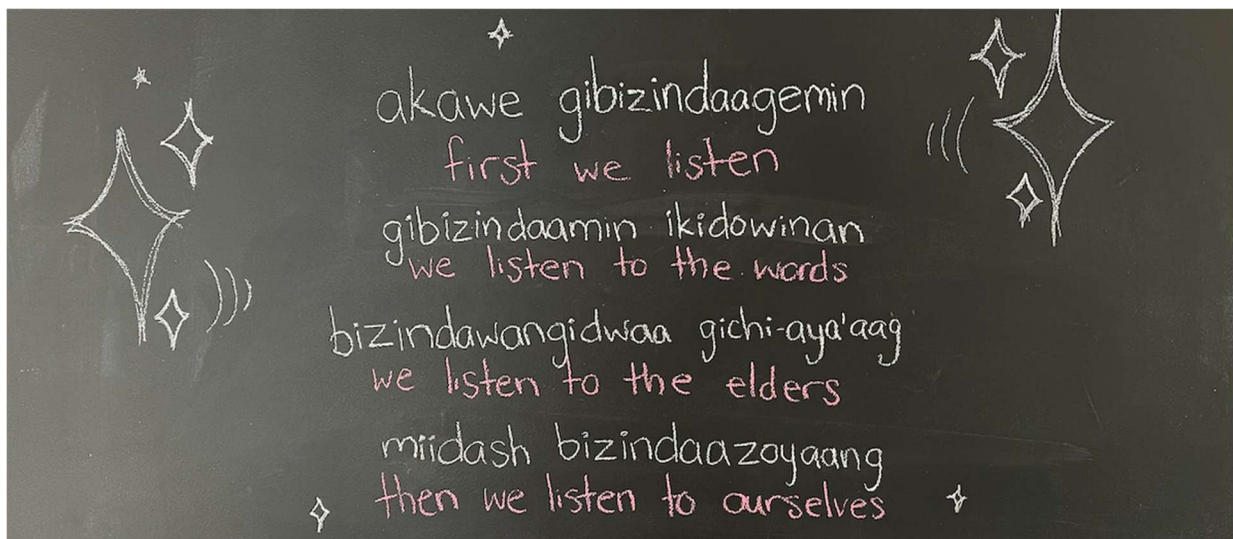 akawe gibizindaagemin
first we listen
gibizindaamin ikidowinan
we listen to the words
bizindawangidwaa gichi-aya'aag
we listen to the elders
miidash bizindaazoyaang
then we listen to ourselves